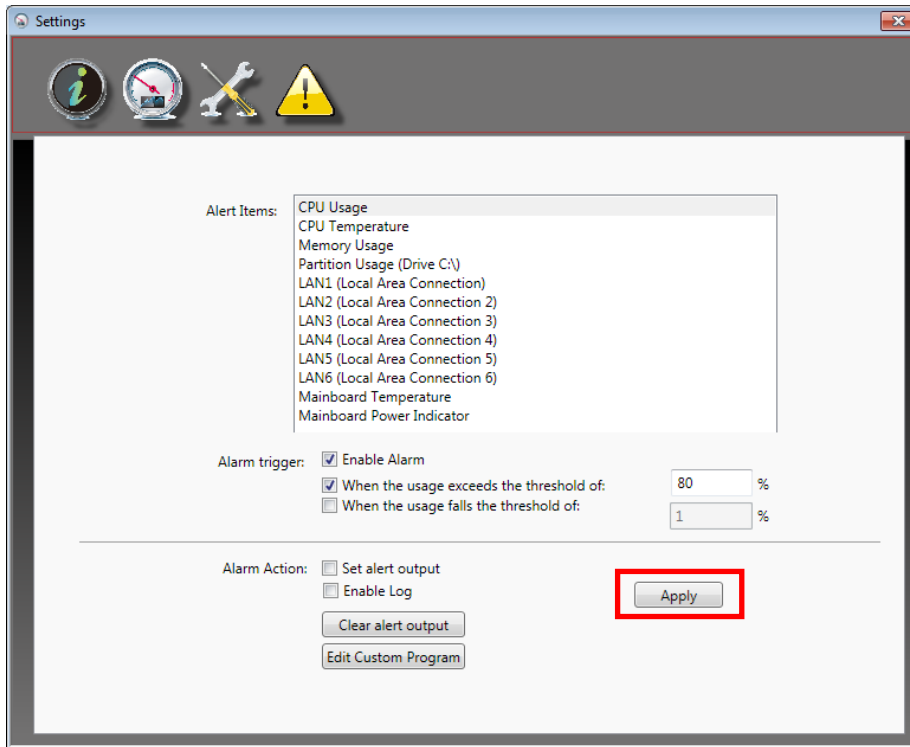 Settings
Alert Items:
CPU Usage
CPU Temperature
Memory Usage
Partition Usage (Drive C:\)
LAN1 (Local Area Connection)
LAN2 (Local Area Connection 2)
LAN3 (Local Area Connection 3)
LAN4 (Local Area Connection 4)
LAN5 (Local Area Connection 5)
LAN6 (Local Area Connection 6)
Mainboard Temperature
Mainboard Power Indicator
Alarm trigger: Enable Alarm
When the usage exceeds the threshold of: 80 %
When the usage falls the threshold of: 1 %
Alarm Action: Set alert output
Enable Log
Apply
Clear alert output
Edit Custom Program